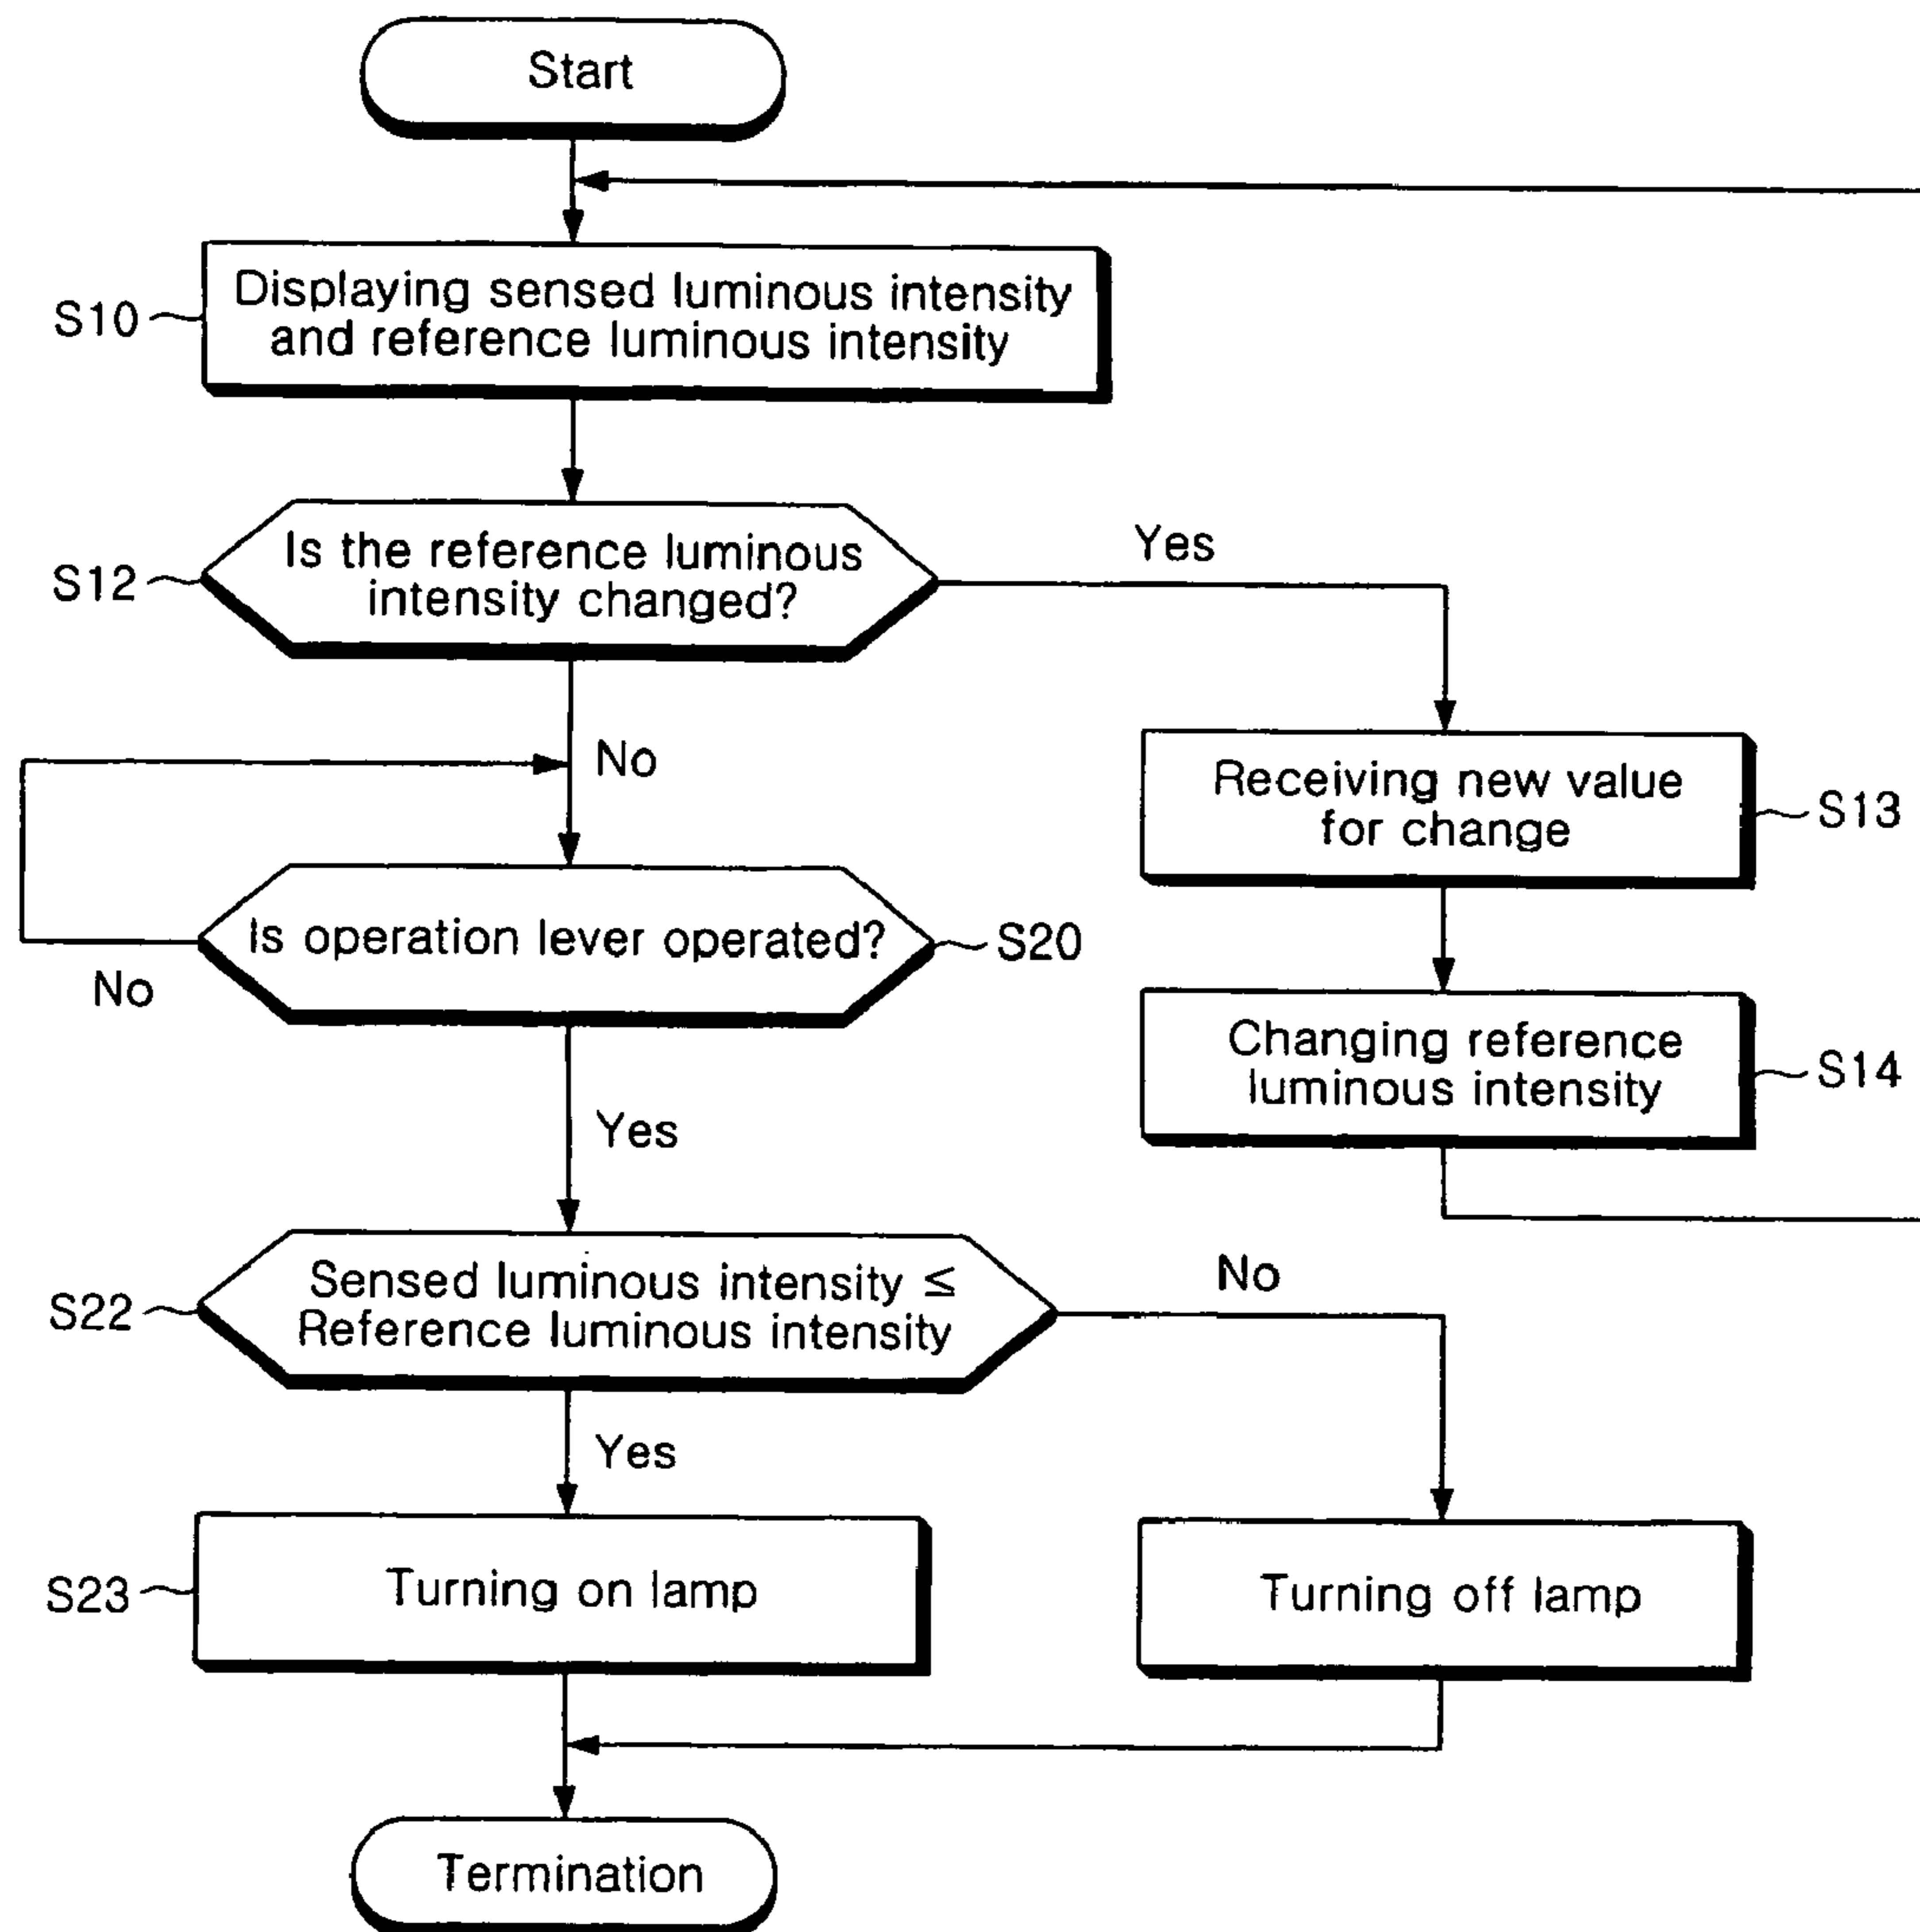 Start
S10
Displaying sensed luminous intensity
and reference luminous intensity
S12
Is the reference luminous
intensity changed?
Yes
No
Receiving new value
for change
S13
Is operation lever operated?
S20
No
Changing reference
luminous intensity
S14
Yes
S22
Sensed luminous intensity ≤
Reference luminous intensity
No
Yes
S23
Turning on lamp
Turning off lamp
Termination